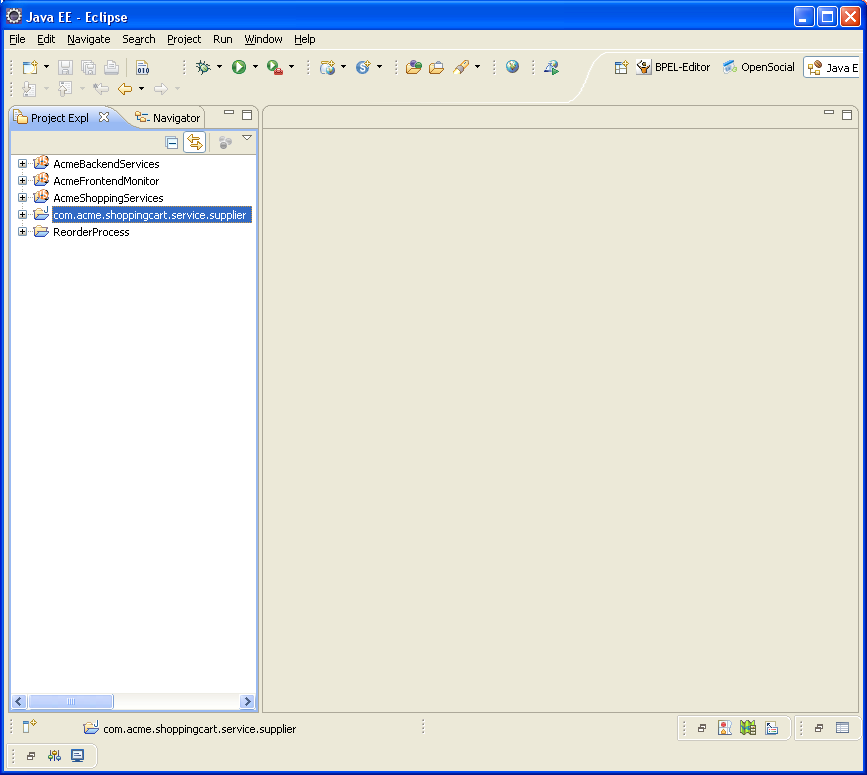 Java EE - Eclipse
File Edit Navigate Search Project Run Window Help
010 BPEL-Editor OpenSocial Java E
Project Expl Navigator
AcmeBackendServices
AcmeFrontendMonitor
AcmeShoppingServices
com.acme.shoppingcart.service.supplier
ReorderProcess
com.acme.shoppingcart.service.supplier